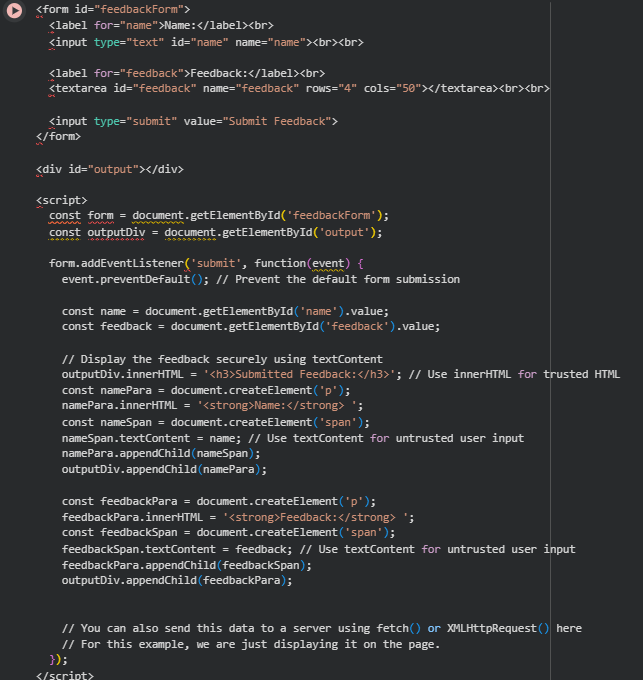 <form id="feedbackForm">
<label for="name">Name:</label><br>
<input type="text" id="name" name="name"><br><br>
<label for="feedback">Feedback:</label><br>
<textarea id="feedback" name="feedback" rows="4" cols="50"></textarea><br><br>
<input type="submit" value="Submit Feedback">
</form>
<div id="output"></div>
<script>
const form = document.getElementById('feedbackForm');
const outputDiv = document.getElementById('output');
form.addEventListener('submit', function(event) {
event.preventDefault(); // Prevent the default form submission
const name = document.getElementById('name').value;
const feedback = document.getElementById('feedback').value;
// Display the feedback securely using textContent
outputDiv.innerHTML = '<h3>Submitted Feedback:</h3>'; // Use innerHTML for trusted HTML
const namePara = document.createElement('p');
namePara.innerHTML = '<strong>Name:</strong> ';
const nameSpan = document.createElement('span');
nameSpan.textContent = name; // Use textContent for untrusted user input
namePara.appendChild(nameSpan);
outputDiv.appendChild(namePara);
const feedbackPara = document.createElement('p');
feedbackPara.innerHTML = '<strong>Feedback:</strong> ';
const feedbackSpan = document.createElement('span');
feedbackSpan.textContent = feedback; // Use textContent for untrusted user input
feedbackPara.appendChild(feedbackSpan);
outputDiv.appendChild(feedbackPara);
// You can also send this data to a server using fetch() or XMLHttpRequest() here
// For this example, we are just displaying it on the page.
});
</script>